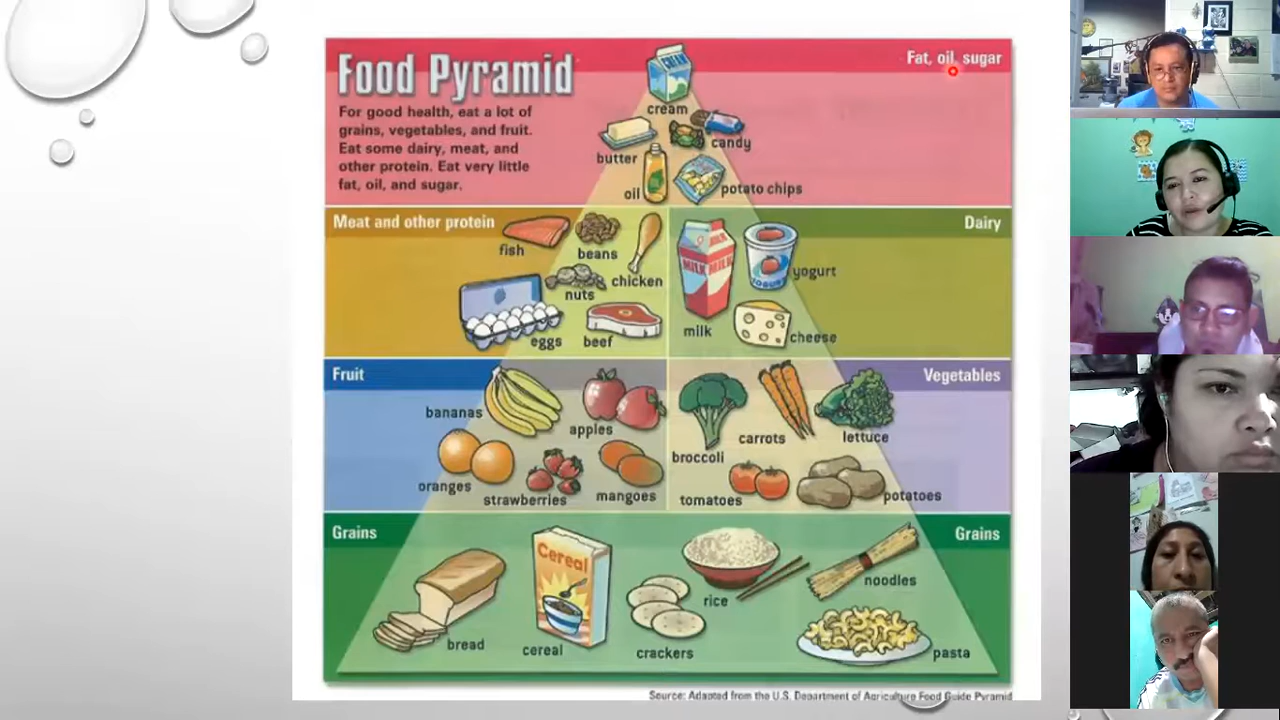 Food Pyramid
For good health, eat a lot of
grains, vegetables, and fruit.
Eat some dairy, meat, and
other protein. Eat very little
fat, oil, and sugar.
Fat, oil, sugar
CREAM
cream
butter
candy
oil
potato chips
Meat and other protein
fish
beans
chicken
nuts
eggs
beef
Dairy
MILK
MILK
yogurt
YOGURT
milk
cheese
Fruit
bananas
apples
oranges
strawberries
mangoes
Vegetables
broccoli
carrots
lettuce
tomatoes
potatoes
Grains
Grains
bread
Cereal
cereal
crackers
rice
noodles
pasta
Source: Adapted from the U.S. Department of Agriculture Food Guide Pyramid